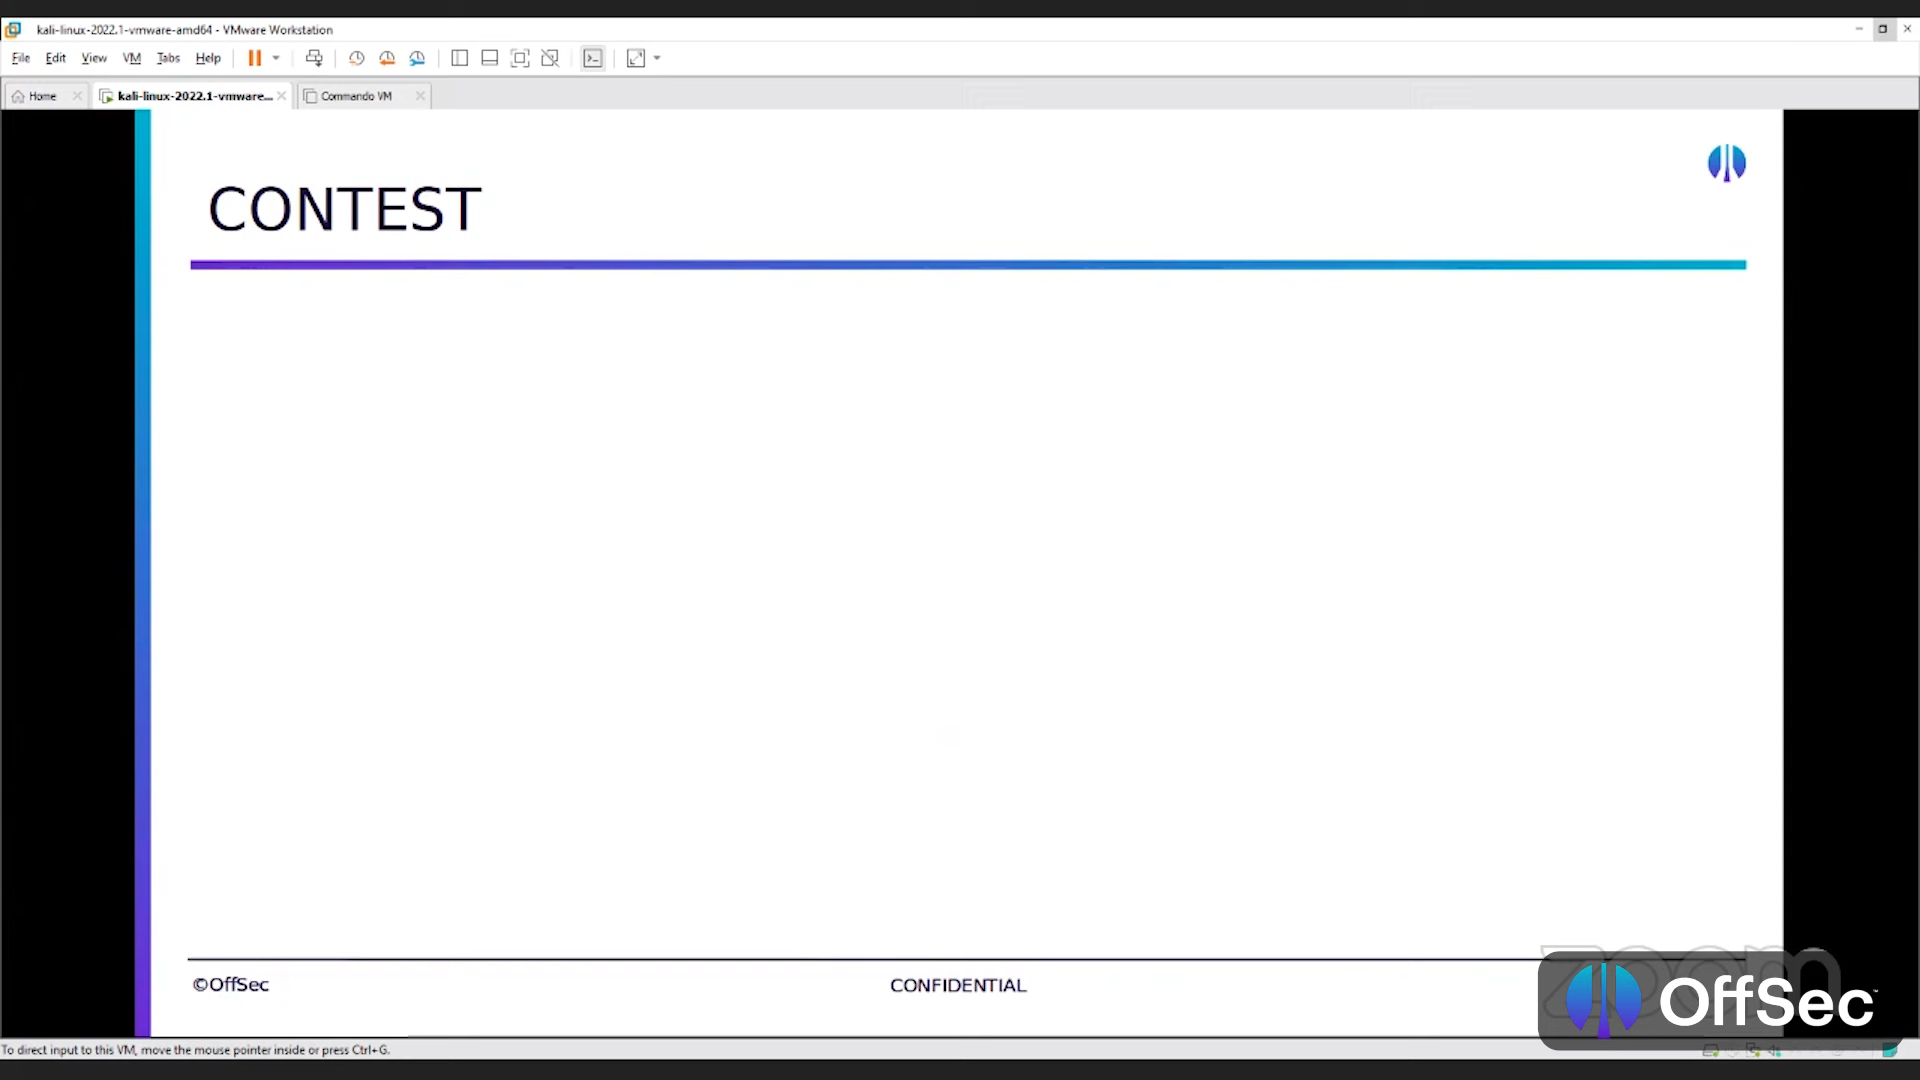 kali-linux-2022.1-vmware-amd64 - VMware Workstation
File Edit View VM Tabs Help
Home kali-linux-2022.1-vmware... Commando VM
CONTEST
©OffSec CONFIDENTIAL
zoom
OffSec™
To direct input to this VM, move the mouse pointer inside or press Ctrl+G.